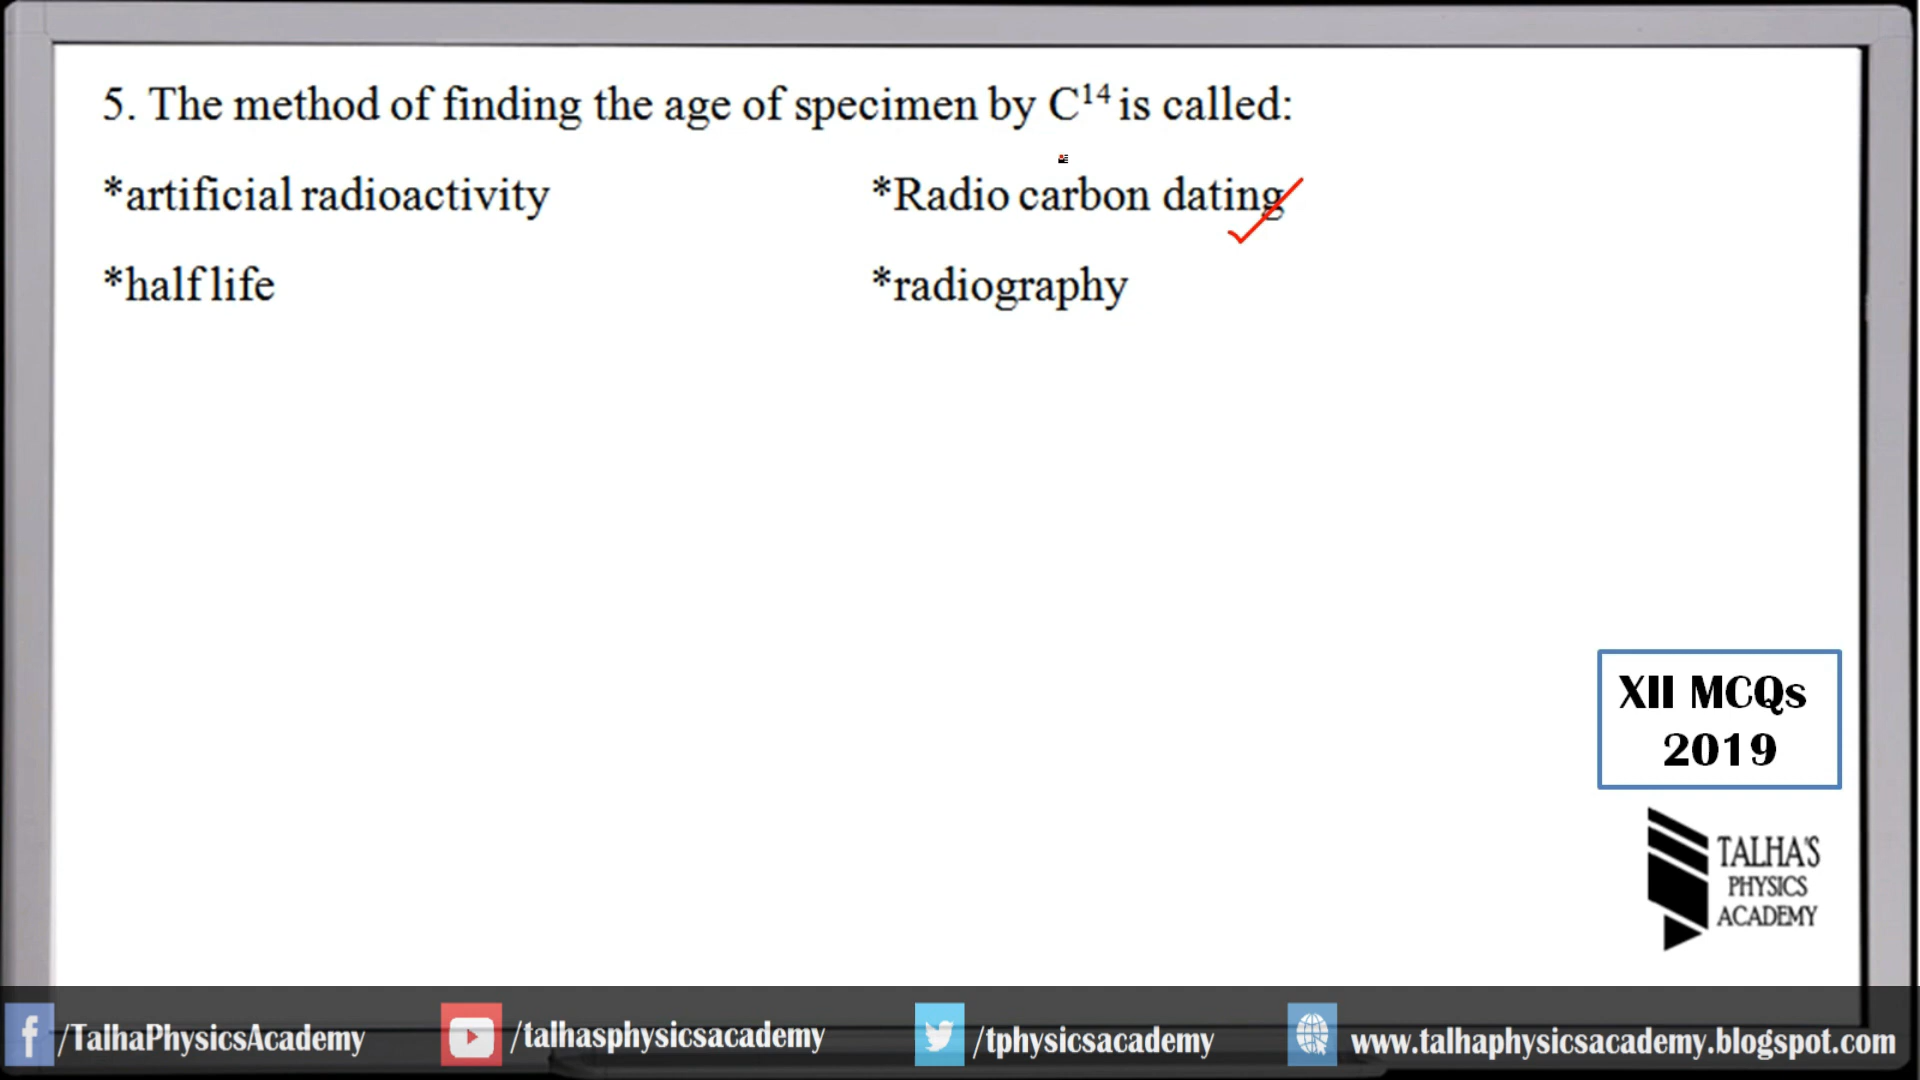 5. The method of finding the age of specimen by C¹⁴ is called:
*artificial radioactivity
*Radio carbon dating
*half life
*radiography
XII MCQs
2019
TALHA'S
PHYSICS
ACADEMY
/TalhaPhysicsAcademy
/talhasphysicsacademy
/tphysicsacademy
www.talhaphysicsacademy.blogspot.com